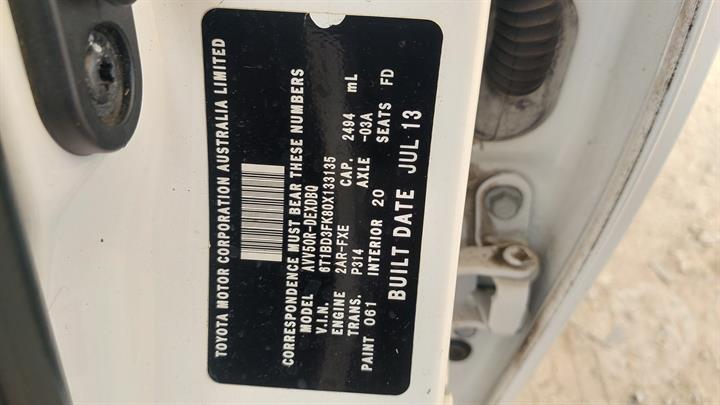 TOYOTA MOTOR CORPORATION AUSTRALIA LIMITED
CORRESPONDENCE MUST BEAR THESE NUMBERS
MODEL AVV50R-DEXDBQ
V.I.N. 6T1BD3FK80X133135
ENGINE 2AR-FXE CAP. 2494 mL
TRANS. P314 AXLE -03A
PAINT 061 INTERIOR 20 SEATS FD
BUILT DATE JUL 13